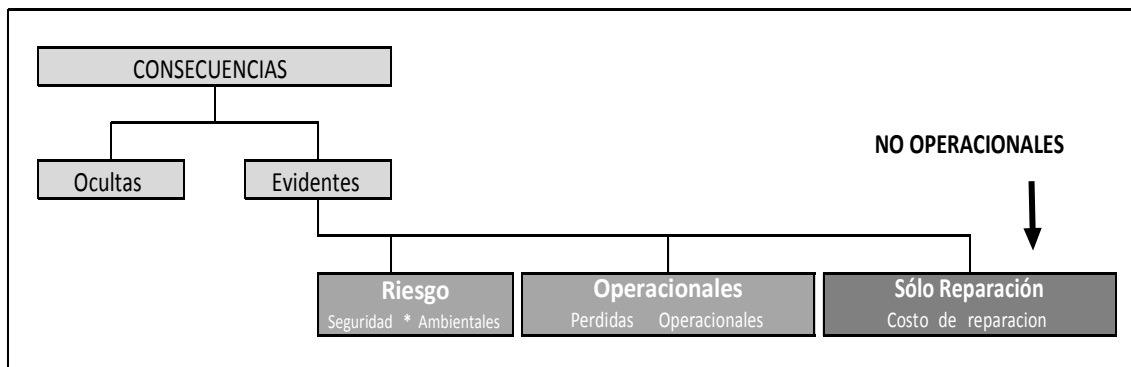 CONSECUENCIAS
NO OPERACIONALES
Ocultas
Evidentes
Riesgo
Seguridad * Ambientales
Operacionales
Perdidas Operacionales
Sólo Reparación
Costo de reparacion